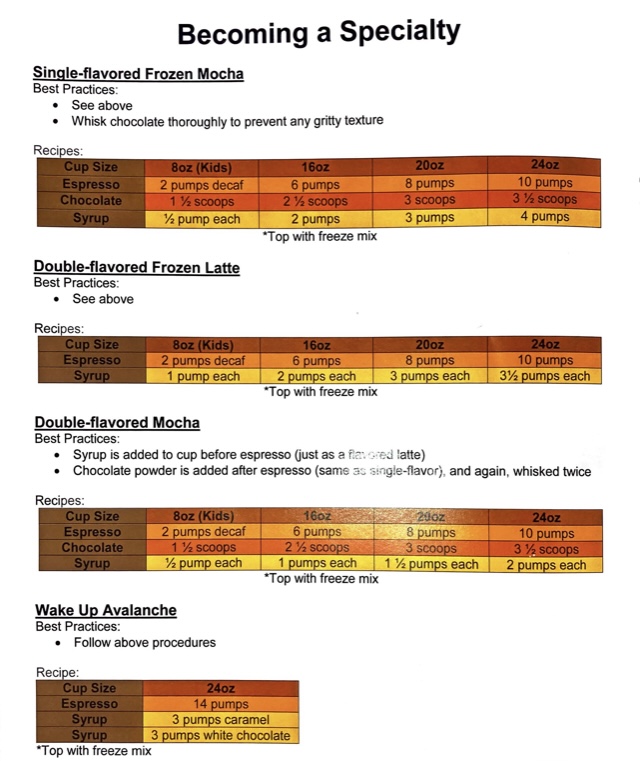 Becoming a Specialty
Single-flavored Frozen Mocha
Best Practices:
• See above
• Whisk chocolate thoroughly to prevent any gritty texture
Recipes:
Cup Size 8oz (Kids) 16oz 20oz 24oz
Espresso 2 pumps decaf 6 pumps 8 pumps 10 pumps
Chocolate 1 ½ scoops 2 ½ scoops 3 scoops 3 ½ scoops
Syrup ½ pump each 2 pumps 3 pumps 4 pumps
*Top with freeze mix
Double-flavored Frozen Latte
Best Practices:
• See above
Recipes:
Cup Size 8oz (Kids) 16oz 20oz 24oz
Espresso 2 pumps decaf 6 pumps 8 pumps 10 pumps
Syrup 1 pump each 2 pumps each 3 pumps each 3½ pumps each
*Top with freeze mix
Double-flavored Mocha
Best Practices:
• Syrup is added to cup before espresso (just as a flavored latte)
• Chocolate powder is added after espresso (same as single-flavor), and again, whisked twice
Recipes:
Cup Size 8oz (Kids) 16oz 20oz 24oz
Espresso 2 pumps decaf 6 pumps 8 pumps 10 pumps
Chocolate 1 ½ scoops 2 ½ scoops 3 scoops 3 ½ scoops
Syrup ½ pump each 1 pumps each 1 ½ pumps each 2 pumps each
*Top with freeze mix
Wake Up Avalanche
Best Practices:
• Follow above procedures
Recipe:
Cup Size 24oz
Espresso 14 pumps
Syrup 3 pumps caramel
Syrup 3 pumps white chocolate
*Top with freeze mix